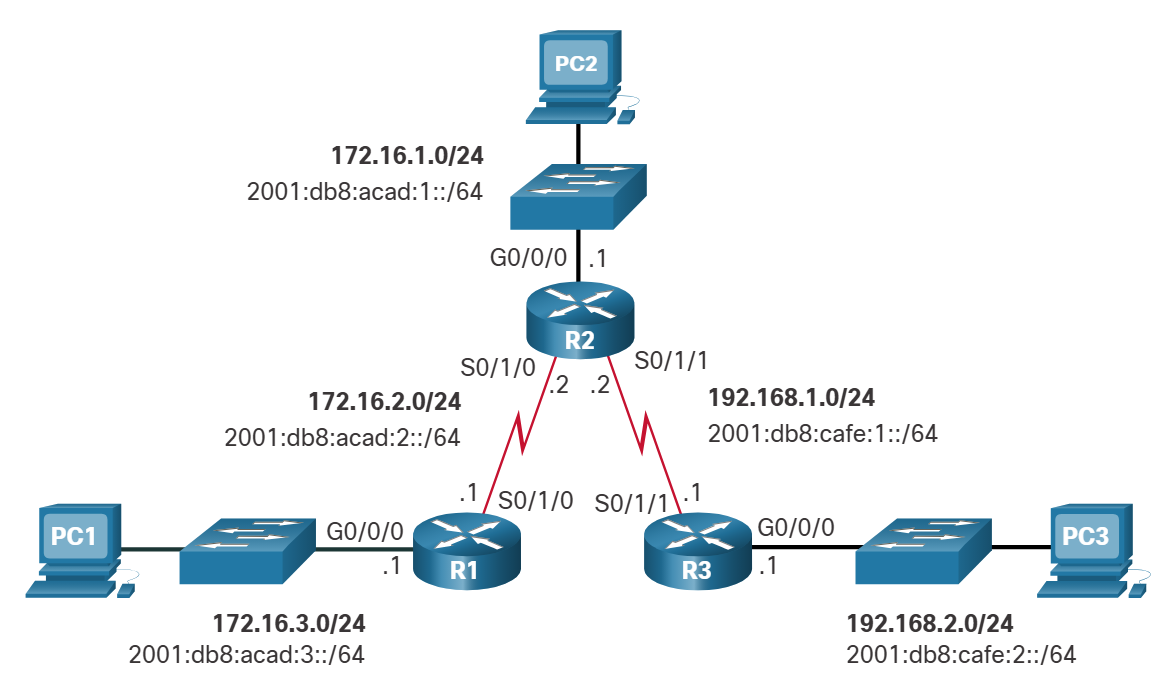 PC2
172.16.1.0/24
2001:db8:acad:1::/64
G0/0/0
.1
R2
S0/1/0
.2
.2
S0/1/1
172.16.2.0/24
2001:db8:acad:2::/64
192.168.1.0/24
2001:db8:cafe:1::/64
.1
S0/1/0
S0/1/1
.1
PC1
G0/0/0
.1
R1
R3
G0/0/0
.1
PC3
172.16.3.0/24
2001:db8:acad:3::/64
192.168.2.0/24
2001:db8:cafe:2::/64